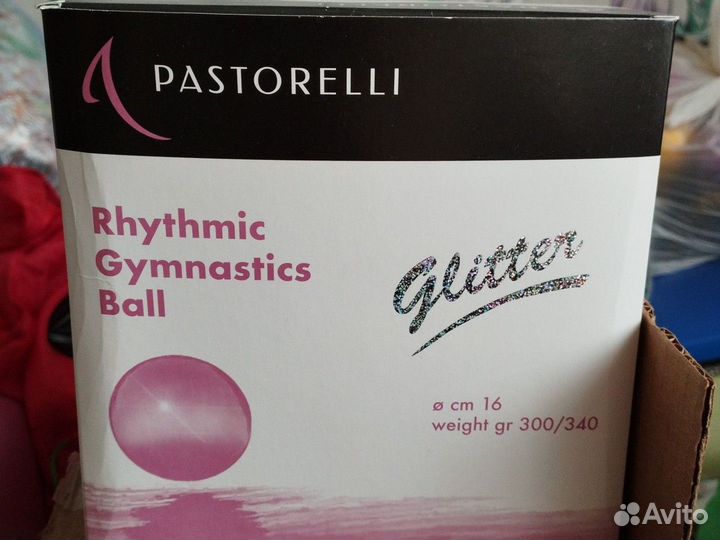 PASTORELLI
Rhythmic
Gymnastics
Ball
Glitter
ø cm 16
weight gr 300/340
Avito